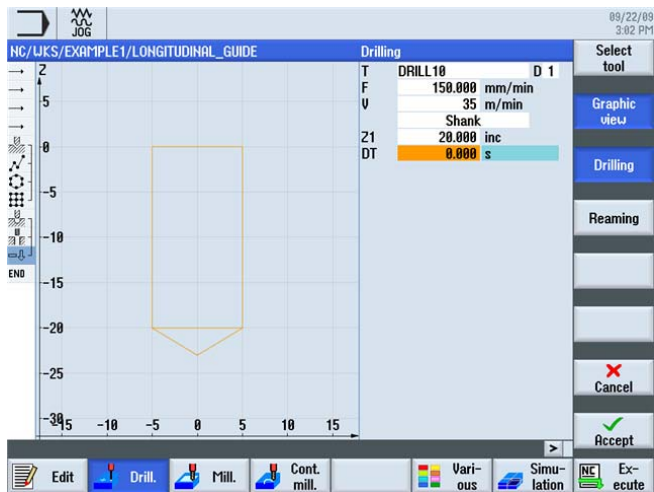 JOG
09/22/09
3:02 PM
NC/WKS/EXAMPLE1/LONGITUDINAL_GUIDE
Drilling
Select tool
T DRILL10 D 1
F 150.000 mm/min
V 35 m/min
Shank
Z1 20.000 inc
DT 0.000 s
Z
5
0
-5
-10
-15
-20
-25
-30
-15 -10 -5 0 5 10 15
END
Graphic view
Drilling
Reaming
Cancel
Accept
>
Edit
Drill.
Mill.
Cont. mill.
Vari-
ous
Simu-
lation
NC
Ex-
ecute